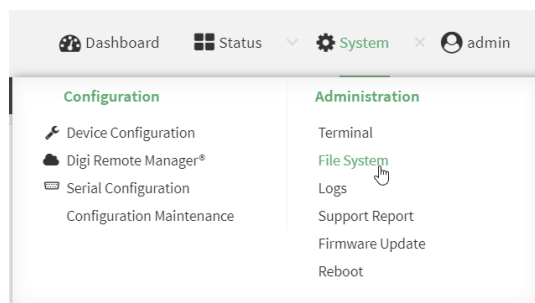 Dashboard Status System admin
Configuration
Device Configuration
Digi Remote Manager®
Serial Configuration
Configuration Maintenance
Administration
Terminal
File System
Logs
Support Report
Firmware Update
Reboot